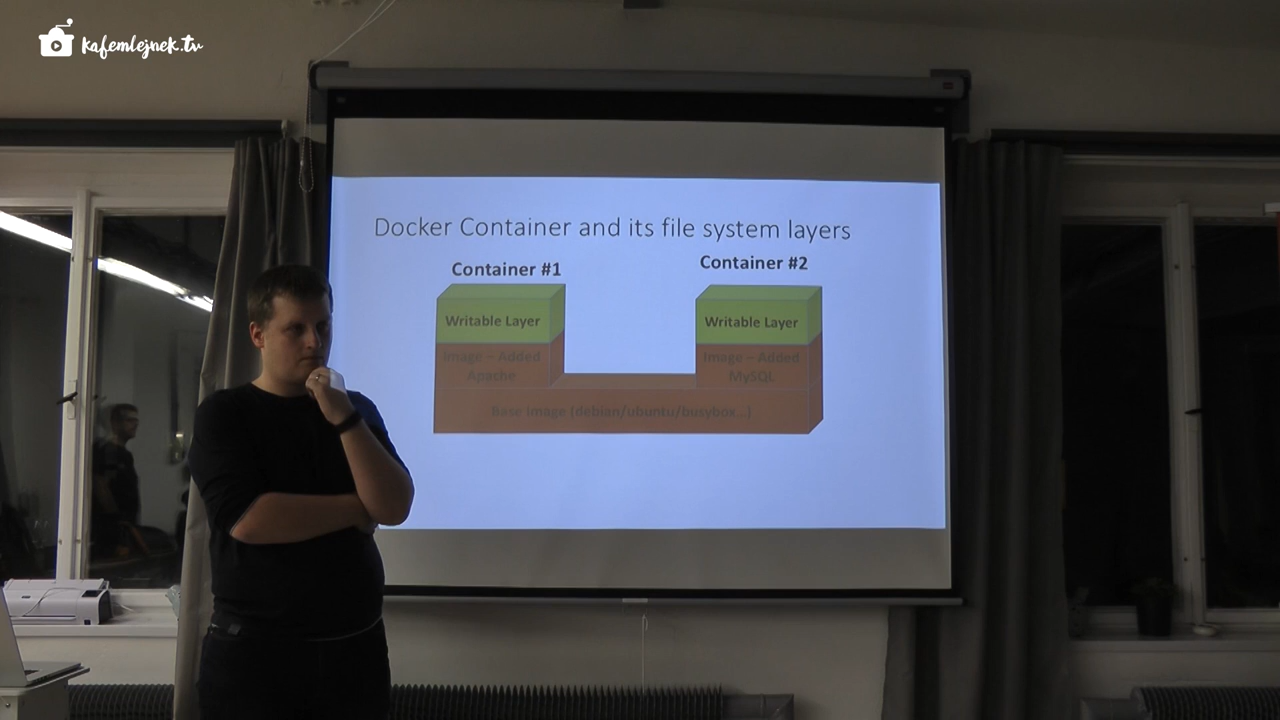 kafemlejnek.tv
Docker Container and its file system layers
Container #1
Container #2
Writable Layer
Writable Layer
Image – Added
Apache
Image – Added
MySQL
Base Image (debian/ubuntu/busybox...)